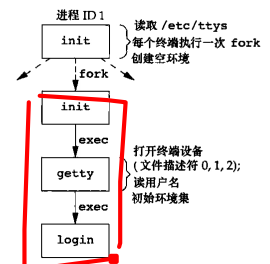 进程 ID 1
init
读取 /etc/ttys
每个终端执行一次 fork
创建空环境
fork
init
exec
getty
打开终端设备
(文件描述符 0, 1, 2);
读用户名
初始环境集
exec
login